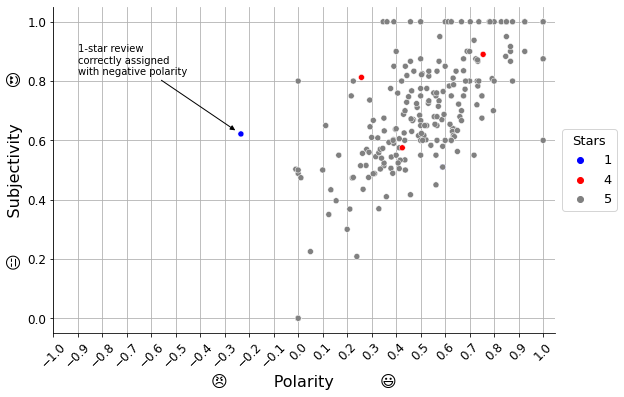 1-star review
correctly assigned
with negative polarity
1.0
0.8
0.6
0.4
0.2
0.0
Subjectivity
−1.0 −0.9 −0.8 −0.7 −0.6 −0.5 −0.4 −0.3 −0.2 −0.1 0.0 0.1 0.2 0.3 0.4 0.5 0.6 0.7 0.8 0.9 1.0
Polarity
Stars
1
4
5